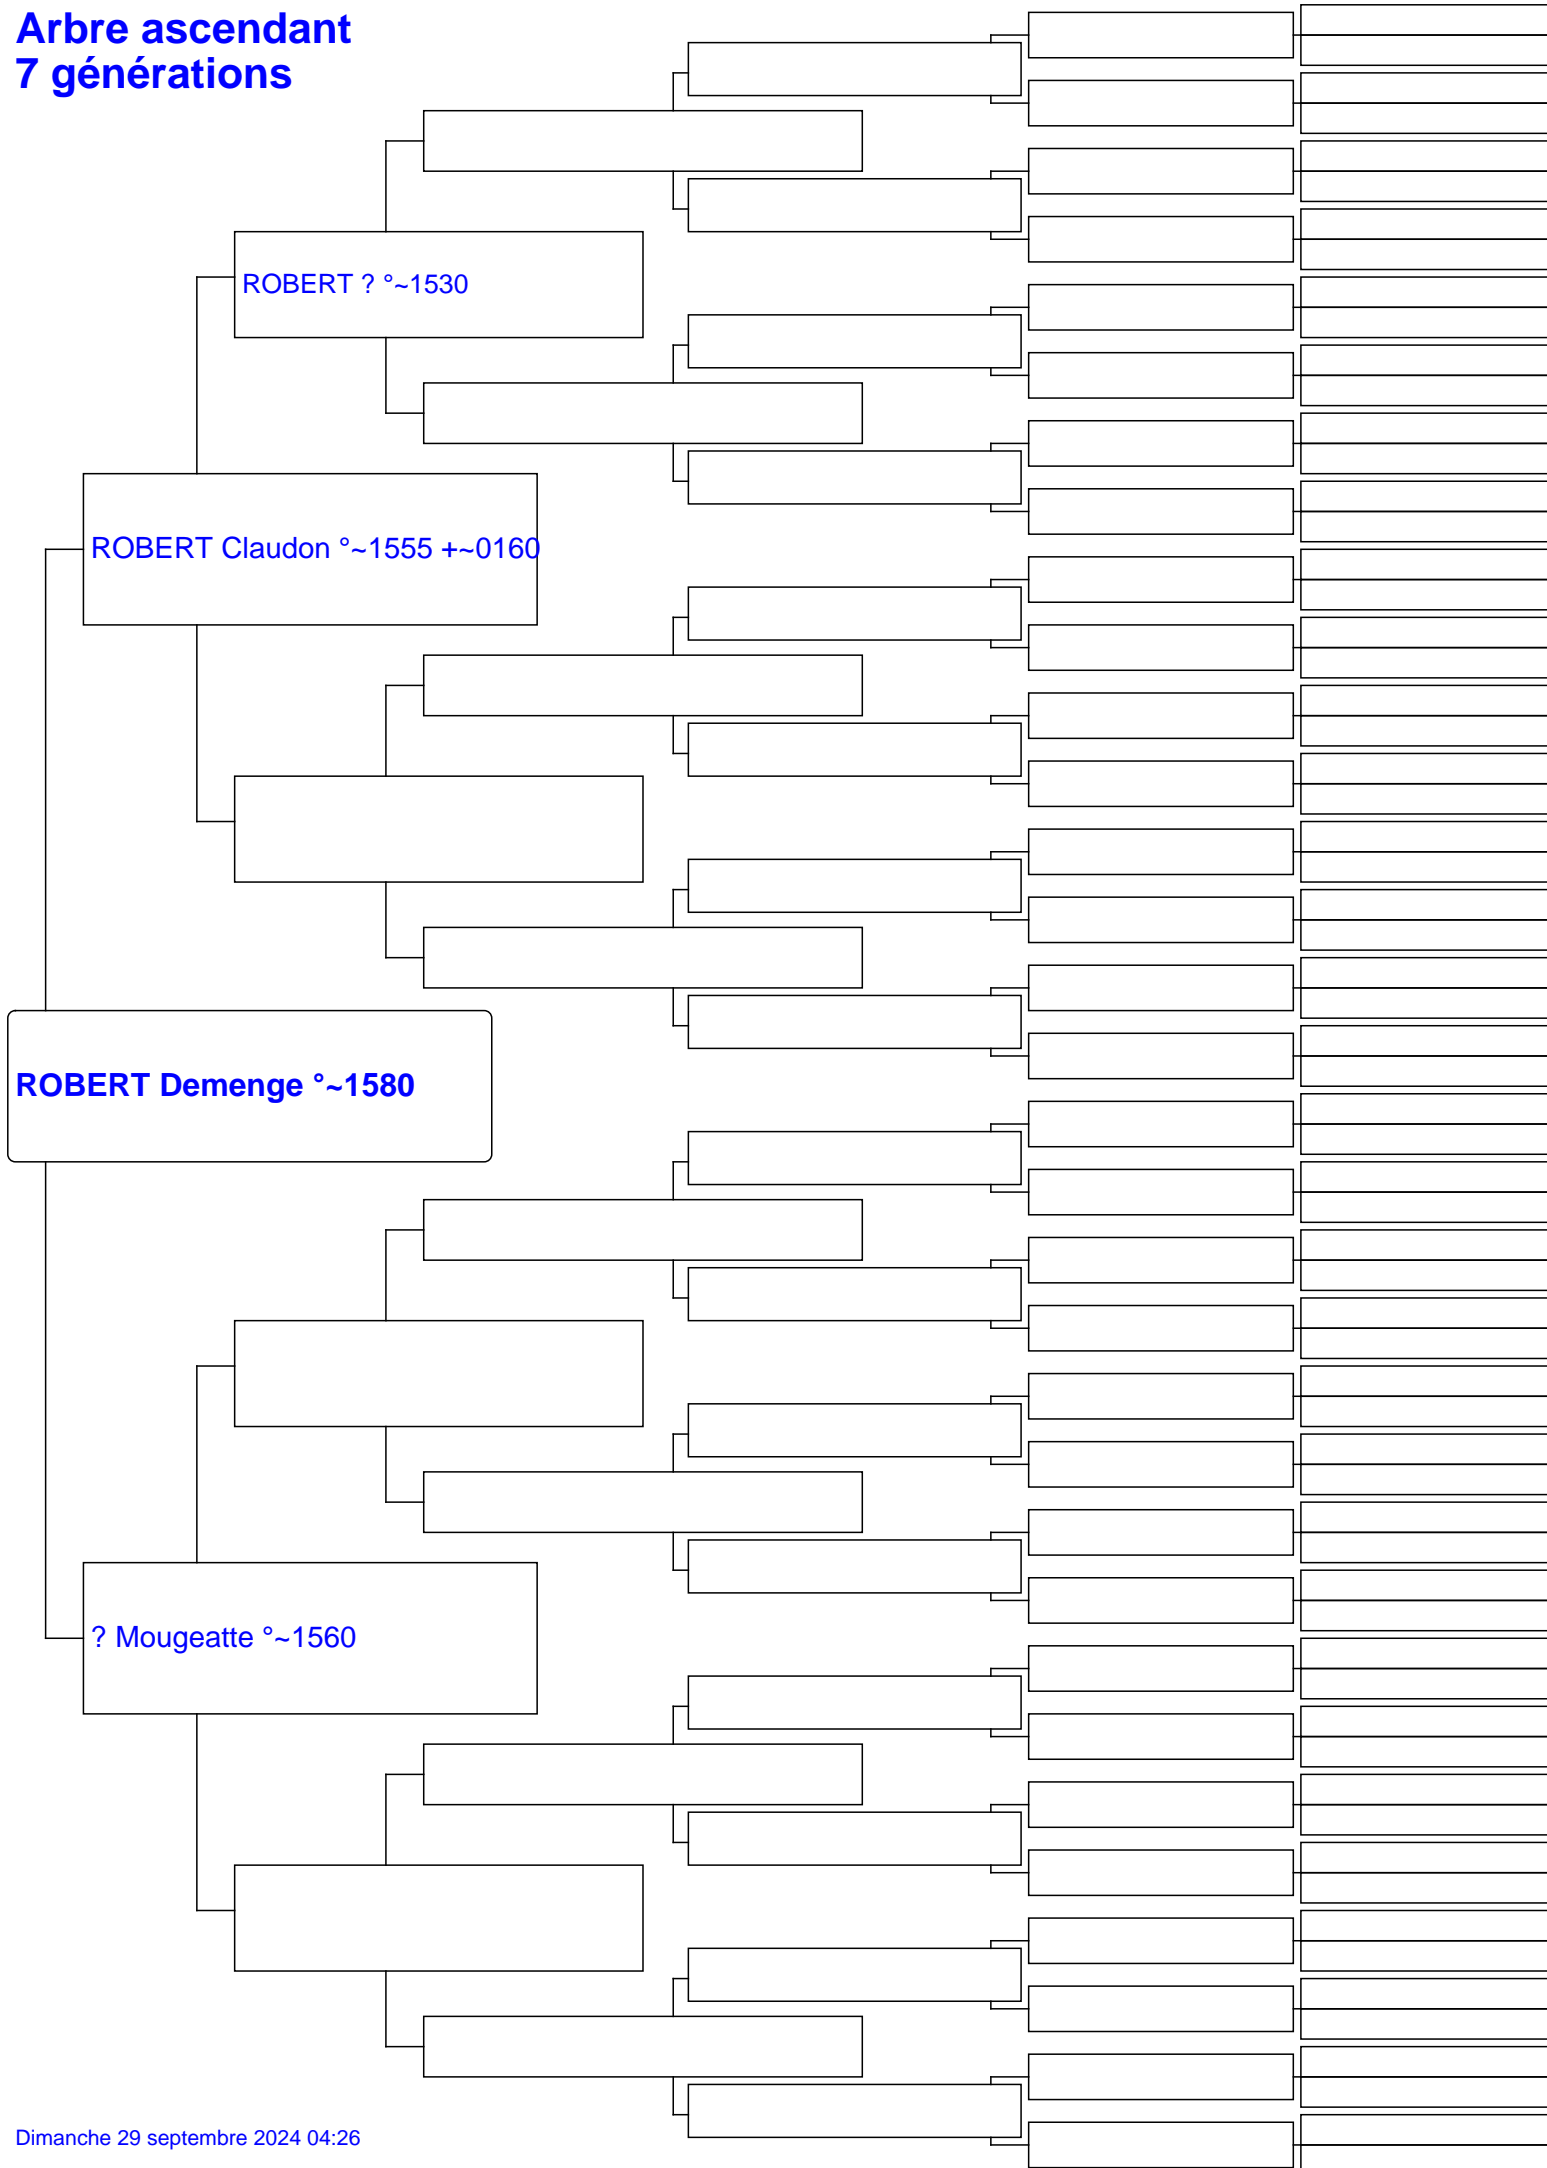 Arbre ascendant
7 générations
ROBERT ? °~1530
ROBERT Claudon °~1555 +~0160
ROBERT Demenge °~1580
? Mougeatte °~1560
Dimanche 29 septembre 2024 04:26